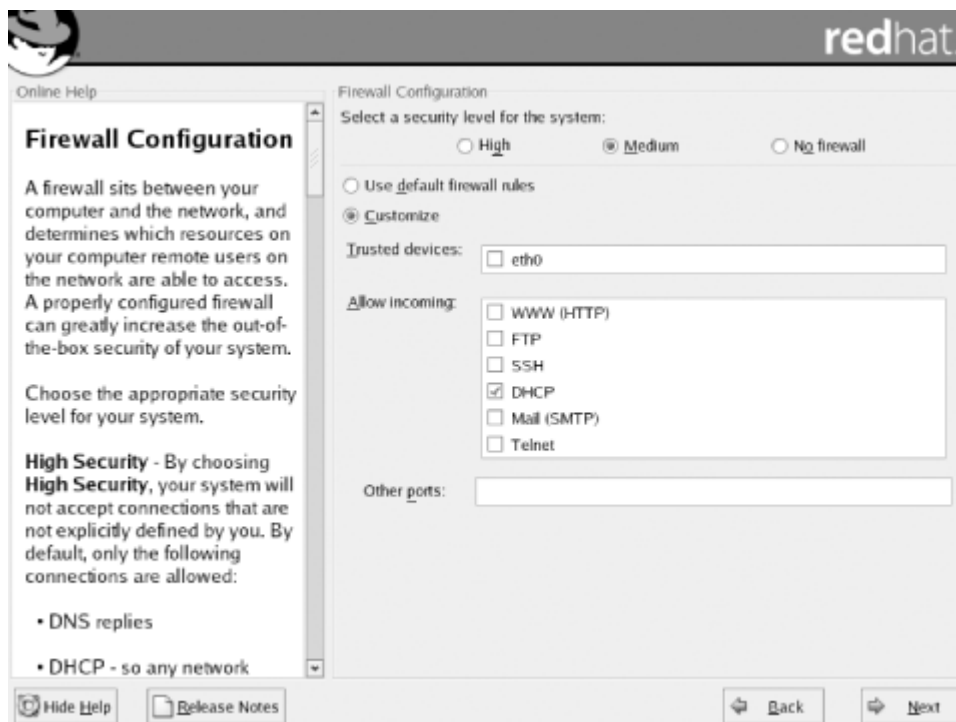 redhat.
Online Help
Firewall Configuration
A firewall sits between your
computer and the network, and
determines which resources on
your computer remote users on
the network are able to access.
A properly configured firewall
can greatly increase the out-of-
the-box security of your system.
Choose the appropriate security
level for your system.
High Security - By choosing
High Security, your system will
not accept connections that are
not explicitly defined by you. By
default, only the following
connections are allowed:
• DNS replies
• DHCP - so any network
Firewall Configuration
Select a security level for the system:
High Medium No firewall
Use default firewall rules
Customize
Trusted devices: eth0
Allow incoming: WWW (HTTP)
FTP
SSH
DHCP
Mail (SMTP)
Telnet
Other ports:
Hide Help Release Notes Back Next